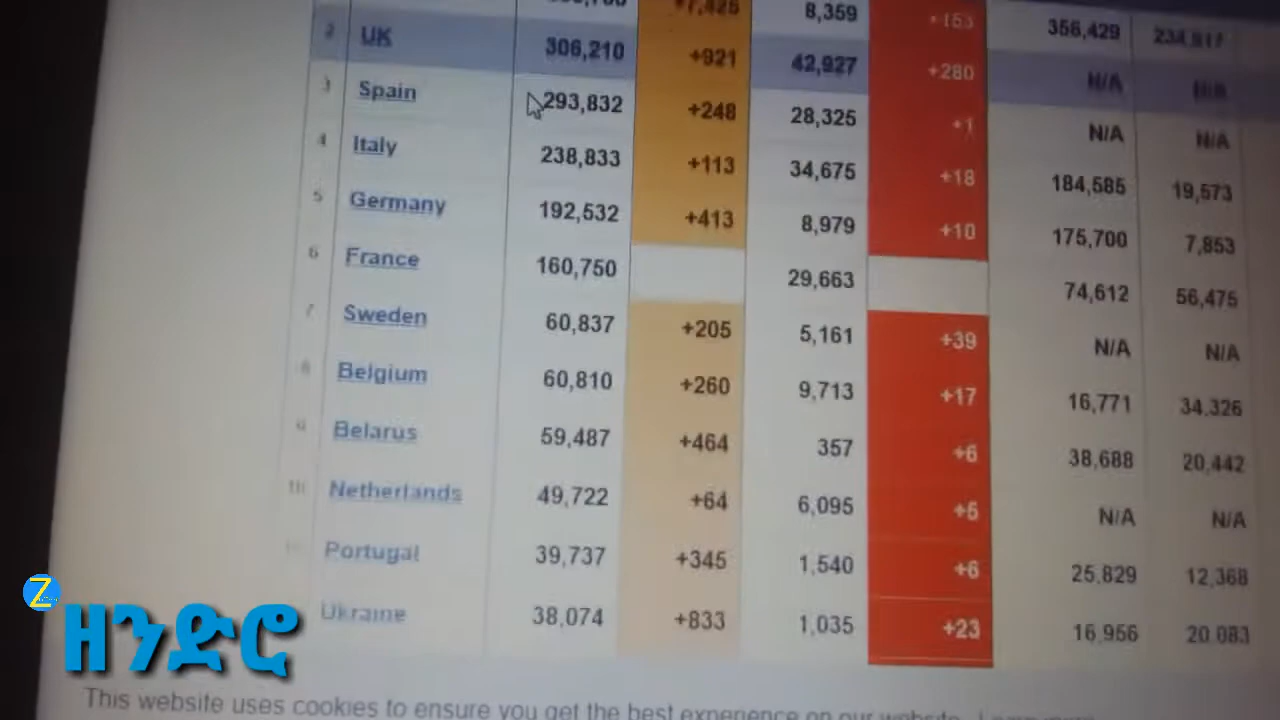 8,359 +153 356,429
2 UK 306,210 +921 42,927 +280 N/A N/A
3 Spain 293,832 +248 28,325 +1 N/A N/A
4 Italy 238,833 +113 34,675 +18 184,585 19,573
5 Germany 192,532 +413 8,979 +10 175,700 7,853
6 France 160,750 29,663 74,612 56,475
7 Sweden 60,837 +205 5,161 +39 N/A N/A
8 Belgium 60,810 +260 9,713 +17 16,771 34,326
9 Belarus 59,487 +464 357 +6 38,688 20,442
10 Netherlands 49,722 +64 6,095 +5 N/A N/A
Portugal 39,737 +345 1,540 +6 25,829 12,368
Ukraine 38,074 +833 1,035 +23 16,956 20,083
Z
ዘንድሮ
This website uses cookies to ensure you get the best experience on our website.